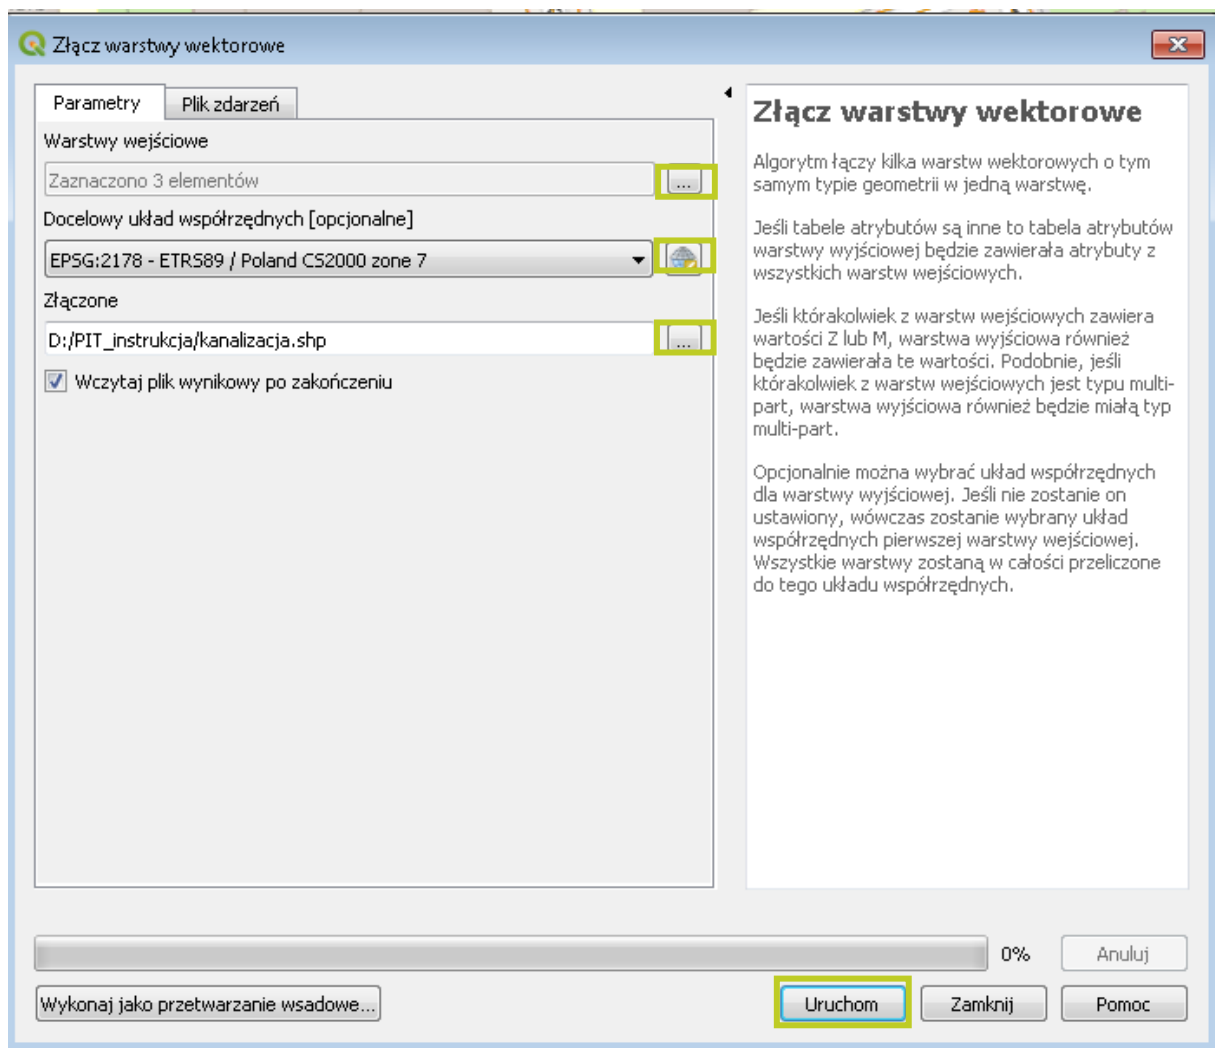 Złącz warstwy wektorowe
Parametry
Plik zdarzeń
Warstwy wejściowe
Zaznaczono 3 elementów
...
Docelowy układ współrzędnych [opcjonalne]
EPSG:2178 - ETRS89 / Poland CS2000 zone 7
Złączone
D:/PIT_instrukcja/kanalizacja.shp
...
Wczytaj plik wynikowy po zakończeniu
Złącz warstwy wektorowe
Algorytm łączy kilka warstw wektorowych o tym
samym typie geometrii w jedną warstwę.
Jeśli tabele atrybutów są inne to tabela atrybutów
warstwy wyjściowej będzie zawierała atrybuty z
wszystkich warstw wejściowych.
Jeśli którakolwiek z warstw wejściowych zawiera
wartości Z lub M, warstwa wyjściowa również
będzie zawierała te wartości. Podobnie, jeśli
którakolwiek z warstw wejściowych jest typu multi-
part, warstwa wyjściowa również będzie miałą typ
multi-part.
Opcjonalnie można wybrać układ współrzędnych
dla warstwy wyjściowej. Jeśli nie zostanie on
ustawiony, wówczas zostanie wybrany układ
współrzędnych pierwszej warstwy wejściowej.
Wszystkie warstwy zostaną w całości przeliczone
do tego układu współrzędnych.
0%
Anuluj
Wykonaj jako przetwarzanie wsadowe...
Uruchom
Zamknij
Pomoc